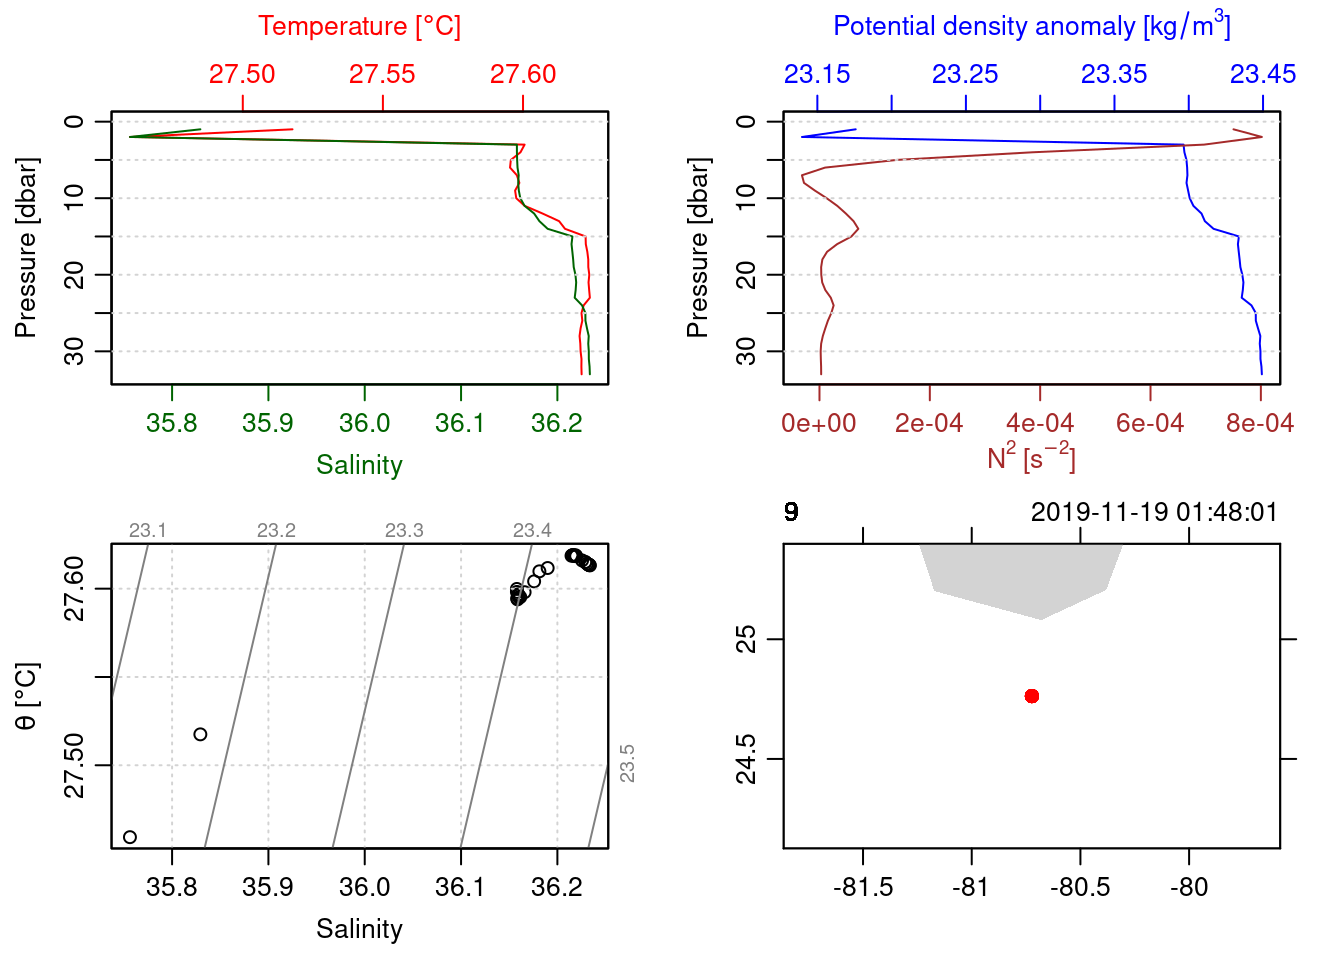 Temperature [°C]
27.50 27.55 27.60
0
10
20
30
Pressure [dbar]
35.8 35.9 36.0 36.1 36.2
Salinity
Potential density anomaly [kg/m³]
23.15 23.25 23.35 23.45
0
10
20
30
Pressure [dbar]
0e+00 2e-04 4e-04 6e-04 8e-04
N² [s⁻²]
23.1 23.2 23.3 23.4
23.5
27.60
27.50
θ [°C]
35.8 35.9 36.0 36.1 36.2
Salinity
2019-11-19 01:48:01
25
24.5
-81.5 -81 -80.5 -80